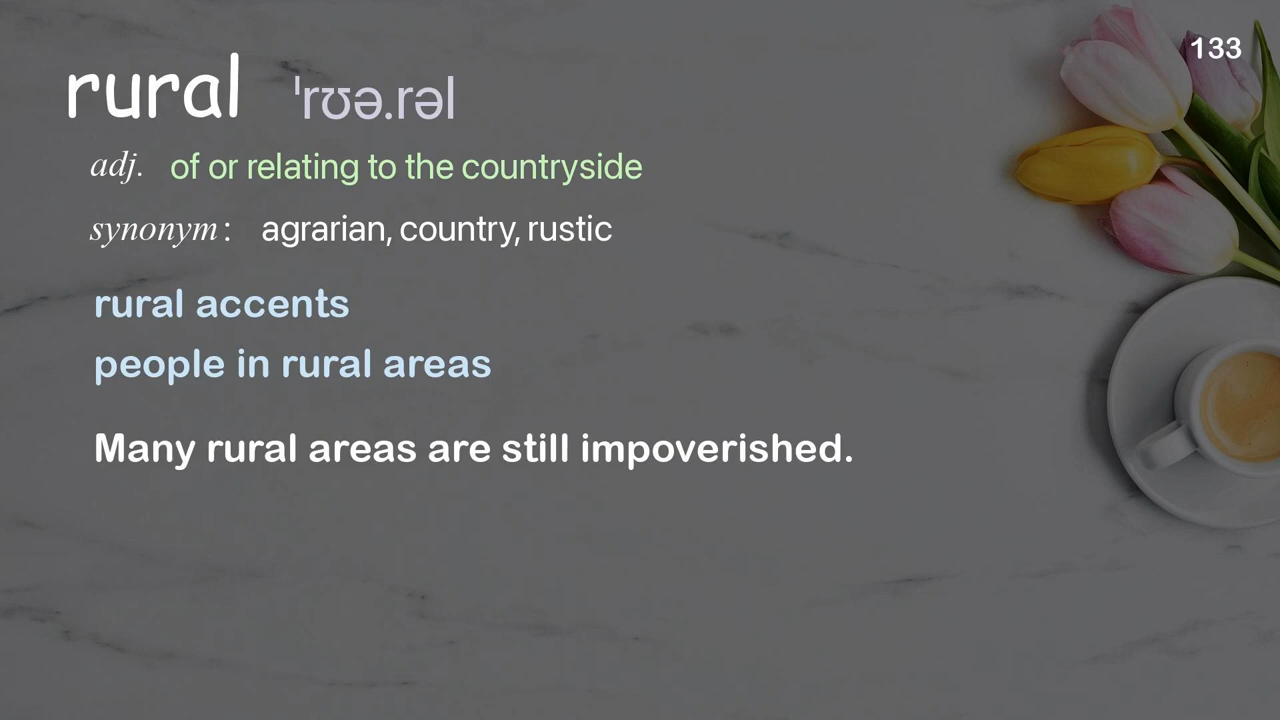 133
rural ˈrʊə.rəl
adj. of or relating to the countryside
synonym : agrarian, country, rustic
rural accents
people in rural areas
Many rural areas are still impoverished.